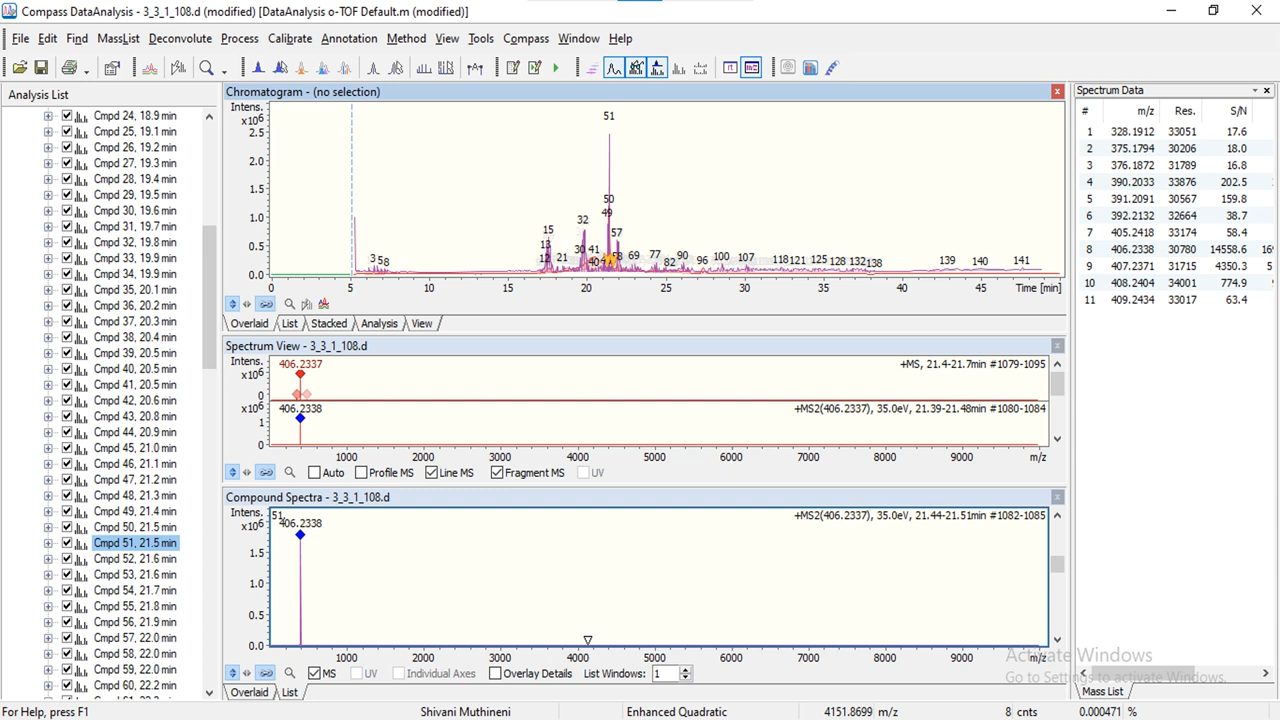 Compass DataAnalysis - 3_3_1_108.d (modified) [DataAnalysis o-TOF Default.m (modified)]
File Edit Find MassList Deconvolute Process Calibrate Annotation Method View Tools Compass Window Help
Analysis List
Cmpd 24, 18.9 min
Cmpd 25, 19.1 min
Cmpd 26, 19.2 min
Cmpd 27, 19.3 min
Cmpd 28, 19.4 min
Cmpd 29, 19.5 min
Cmpd 30, 19.6 min
Cmpd 31, 19.7 min
Cmpd 32, 19.8 min
Cmpd 33, 19.9 min
Cmpd 34, 19.9 min
Cmpd 35, 20.1 min
Cmpd 36, 20.2 min
Cmpd 37, 20.3 min
Cmpd 38, 20.4 min
Cmpd 39, 20.5 min
Cmpd 40, 20.5 min
Cmpd 41, 20.5 min
Cmpd 42, 20.6 min
Cmpd 43, 20.8 min
Cmpd 44, 20.9 min
Cmpd 45, 21.0 min
Cmpd 46, 21.1 min
Cmpd 47, 21.2 min
Cmpd 48, 21.3 min
Cmpd 49, 21.4 min
Cmpd 50, 21.5 min
Cmpd 51, 21.5 min
Cmpd 52, 21.6 min
Cmpd 53, 21.6 min
Cmpd 54, 21.7 min
Cmpd 55, 21.8 min
Cmpd 56, 21.9 min
Cmpd 57, 22.0 min
Cmpd 58, 22.0 min
Cmpd 59, 22.0 min
Cmpd 60, 22.2 min
Chromatogram - (no selection)
Intens.
x10⁶
2.5
2.0
1.5
1.0
0.5
0.0
51
50
49
32
15
57
13
12 21 30 41 69 77 90 100 107
3 5 8 40 82 96 118 121 125 128 132 138 139 140 141
0 5 10 15 20 25 30 35 40 45 Time [min]
Overlaid List Stacked Analysis View
Spectrum View - 3_3_1_108.d
Intens.
x10⁶
0
406.2337
+MS, 21.4-21.7min #1079-1095
x10⁶
1
0
406.2338
+MS2(406.2337), 35.0eV, 21.39-21.48min #1080-1084
1000 2000 3000 4000 5000 6000 7000 8000 9000 m/z
Auto Profile MS Line MS Fragment MS UV
Compound Spectra - 3_3_1_108.d
Intens.
x10⁶
1.5
1.0
0.5
0.0
51,
406.2338
+MS2(406.2337), 35.0eV, 21.44-21.51min #1082-1085
1000 2000 3000 4000 5000 6000 7000 8000 9000 m/z
MS UV Individual Axes Overlay Details List Windows: 1
Overlaid List
Spectrum Data
# m/z Res. S/N
1 328.1912 33051 17.6
2 375.1794 30206 18.0
3 376.1872 31789 16.8
4 390.2033 33876 202.5
5 391.2091 30567 159.8
6 392.2132 32664 38.7
7 405.2418 33174 58.4
8 406.2338 30780 14558.6
9 407.2371 31715 4350.3
10 408.2404 34001 774.9
11 409.2434 33017 63.4
Activate Windows
Go to Settings to activate Windows.
Mass List
For Help, press F1 Shivani Muthineni Enhanced Quadratic 4151.8699 m/z 8 cnts 0.000471 %